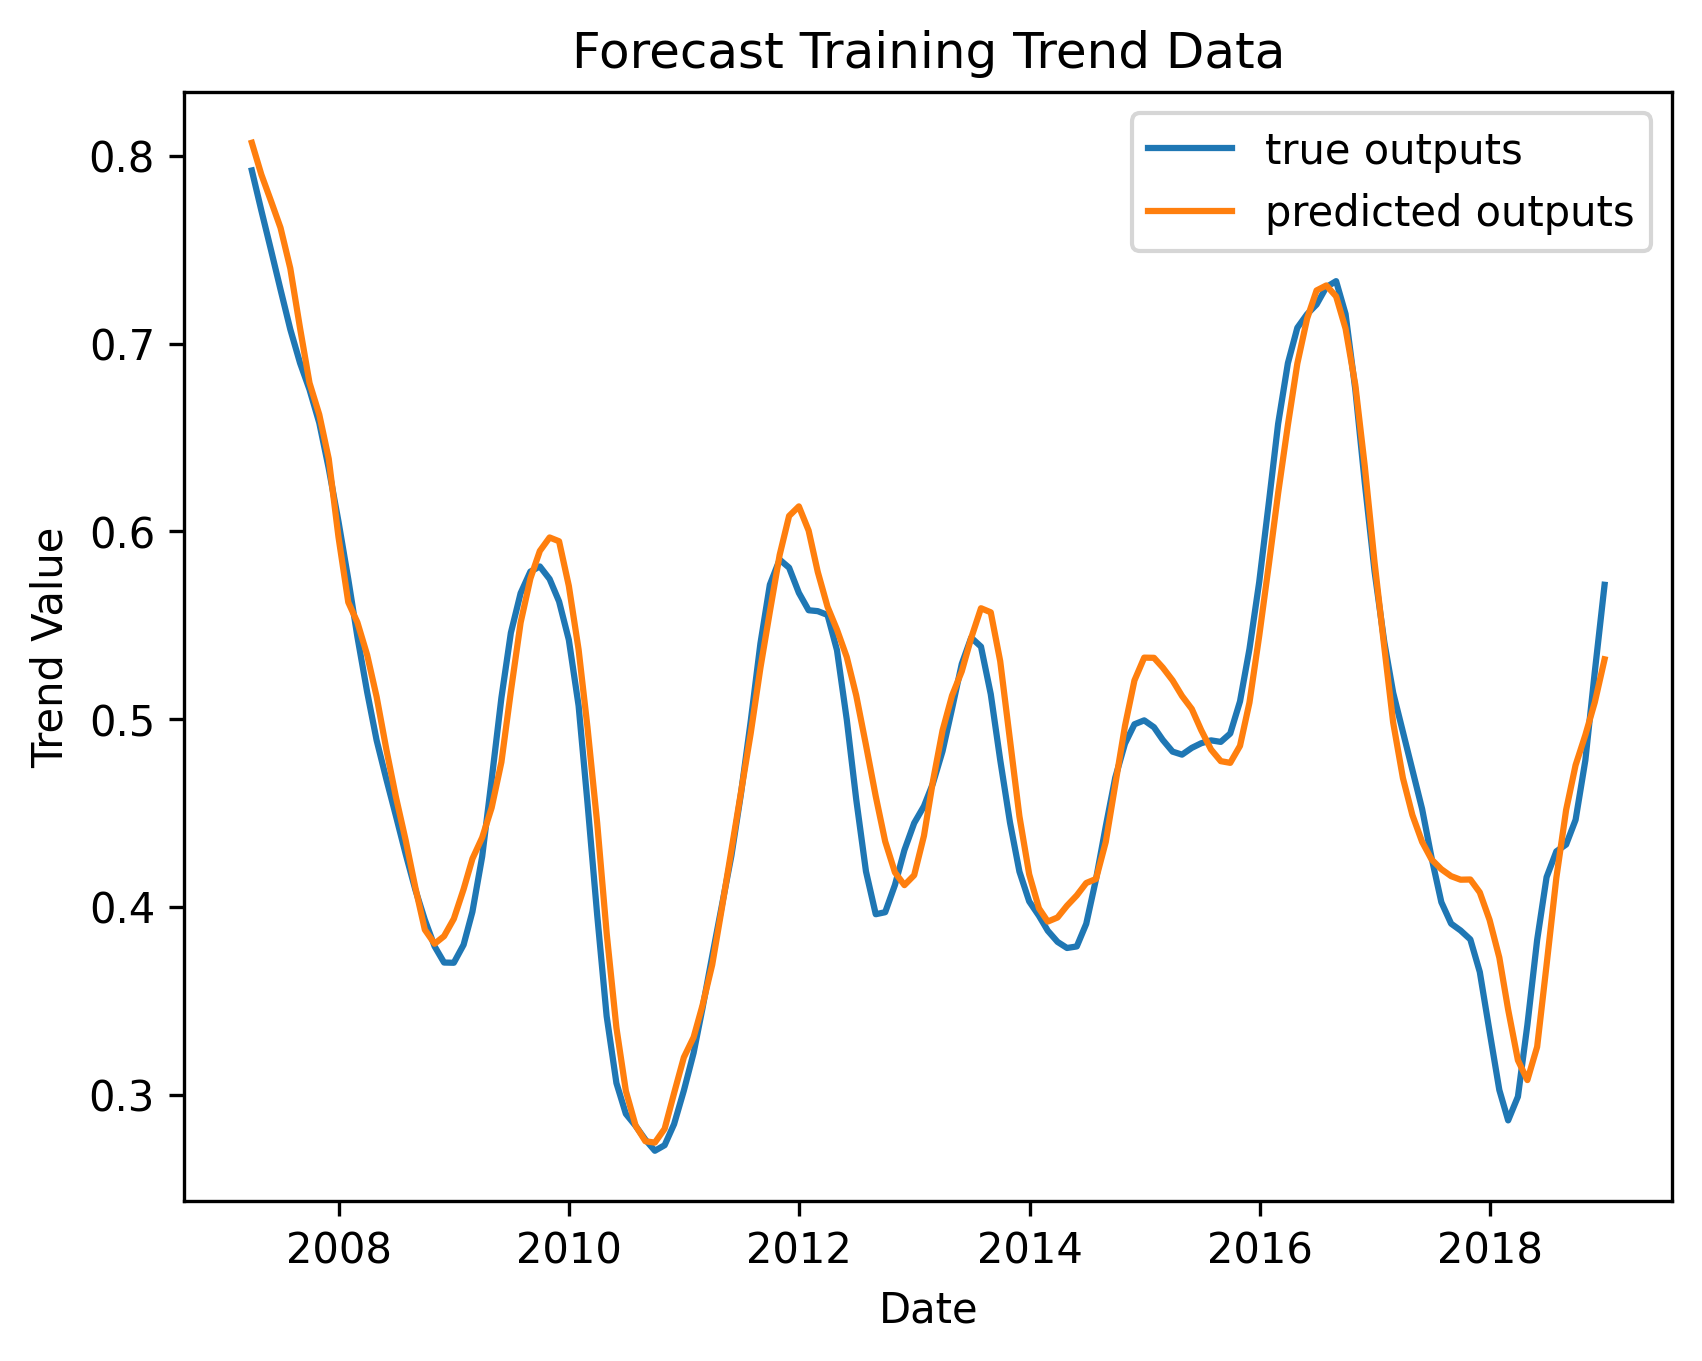 Forecast Training Trend Data
true outputs
predicted outputs
Trend Value
0.8
0.7
0.6
0.5
0.4
0.3
2008 2010 2012 2014 2016 2018
Date